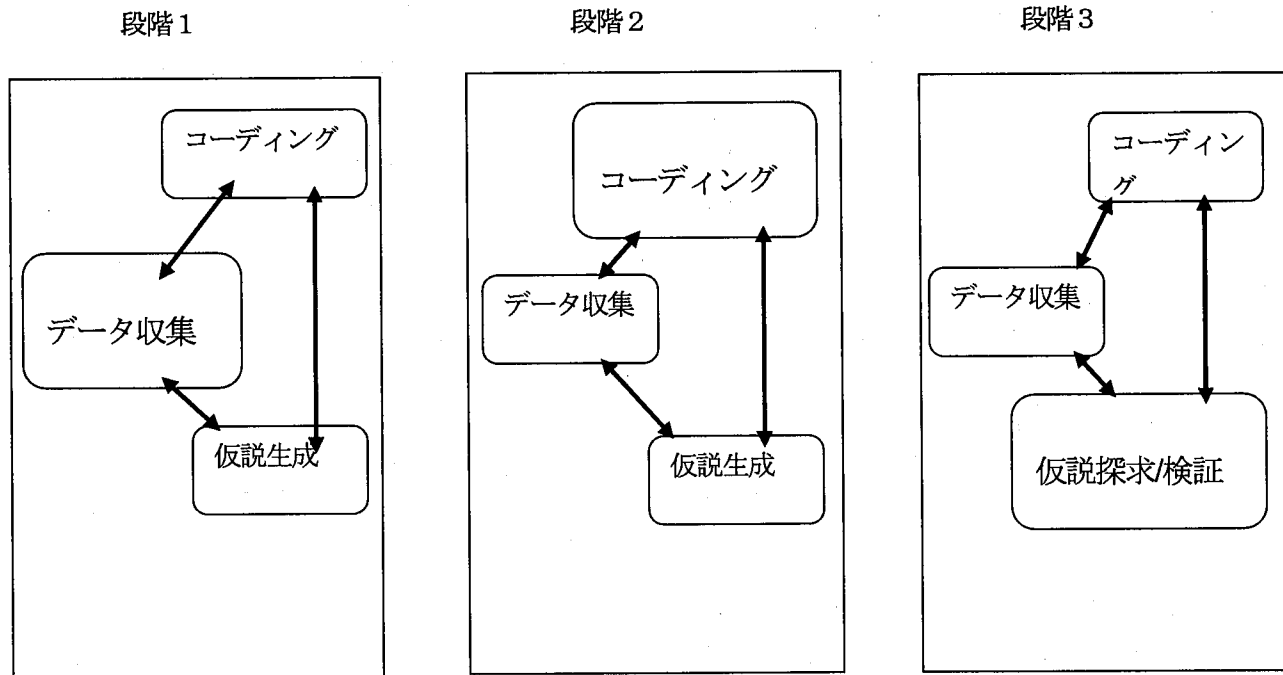 段階１
コーディング
データ収集
仮説生成
段階２
コーディング
データ収集
仮説生成
段階３
コーディン
グ
データ収集
仮説探求/検証